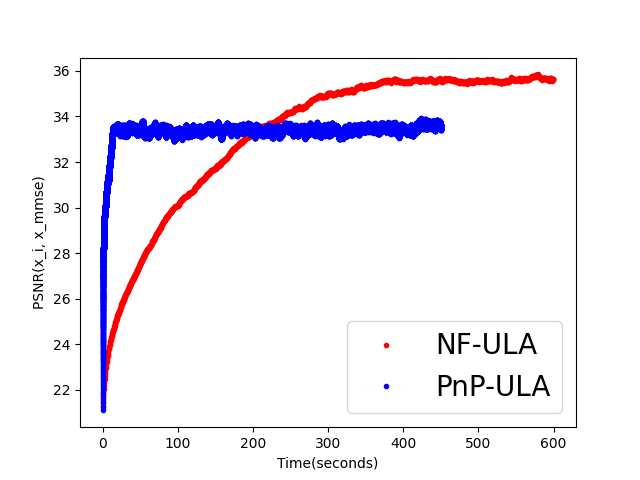 36
34
32
30
28
26
24
22
PSNR(x_i, x_mmse)
NF-ULA
PnP-ULA
0 100 200 300 400 500 600
Time(seconds)